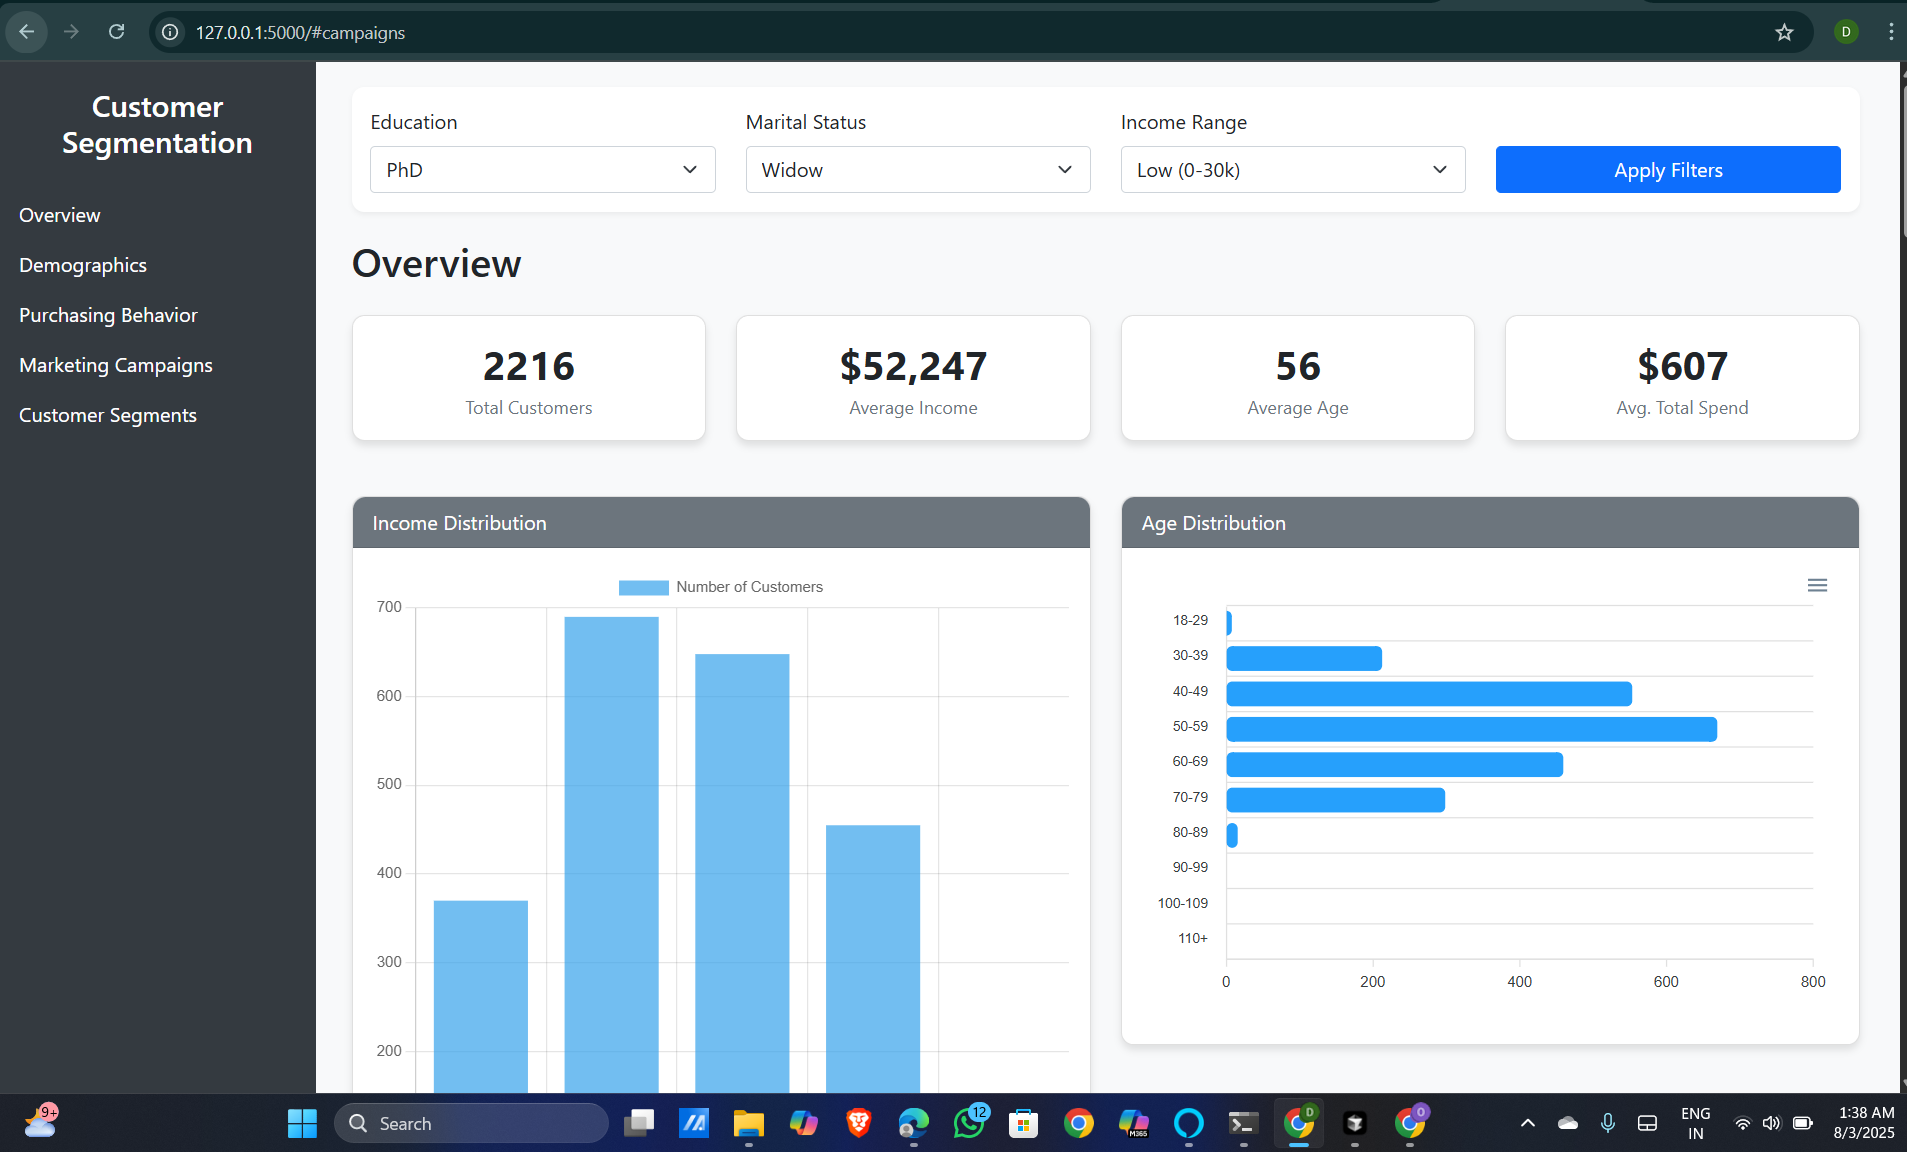 127.0.0.1:5000/#campaigns
D
Customer
Segmentation
Overview
Demographics
Purchasing Behavior
Marketing Campaigns
Customer Segments
Education
Marital Status
Income Range
PhD
Widow
Low (0-30k)
Apply Filters
Overview
2216
Total Customers
$52,247
Average Income
56
Average Age
$607
Avg. Total Spend
Income Distribution
Number of Customers
700
600
500
400
300
200
Age Distribution
18-29
30-39
40-49
50-59
60-69
70-79
80-89
90-99
100-109
110+
0 200 400 600 800
9+
Search
12
M365
D
O
ENG
IN
1:38 AM
8/3/2025